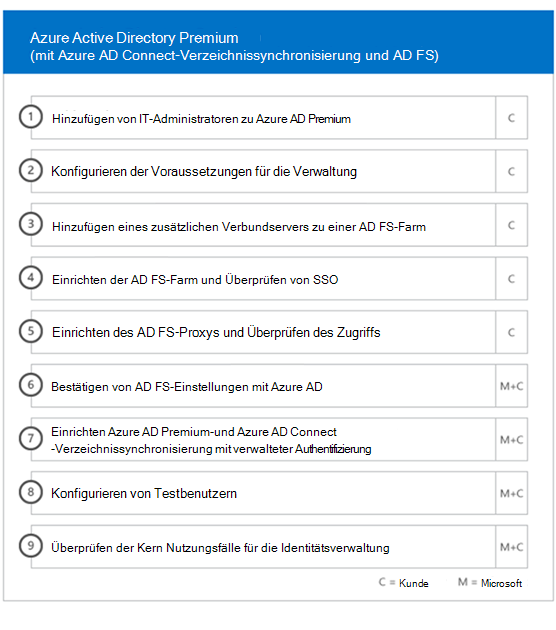 Azure Active Directory Premium
(mit Azure AD Connect-Verzeichnissynchronisierung und AD FS)
1 Hinzufügen von IT-Administratoren zu Azure AD Premium C
2 Konfigurieren der Voraussetzungen für die Verwaltung C
3 Hinzufügen eines zusätzlichen Verbundservers zu einer AD FS-Farm C
4 Einrichten der AD FS-Farm und Überprüfen von SSO C
5 Einrichten des AD FS-Proxys und Überprüfen des Zugriffs C
6 Bestätigen von AD FS-Einstellungen mit Azure AD M+C
7 Einrichten Azure AD Premium-und Azure AD Connect
-Verzeichnissynchronisierung mit verwalteter Authentifizierung M+C
8 Konfigurieren von Testbenutzern M+C
9 Überprüfen der Kern Nutzungsfälle für die Identitätsverwaltung M+C
C = Kunde M = Microsoft